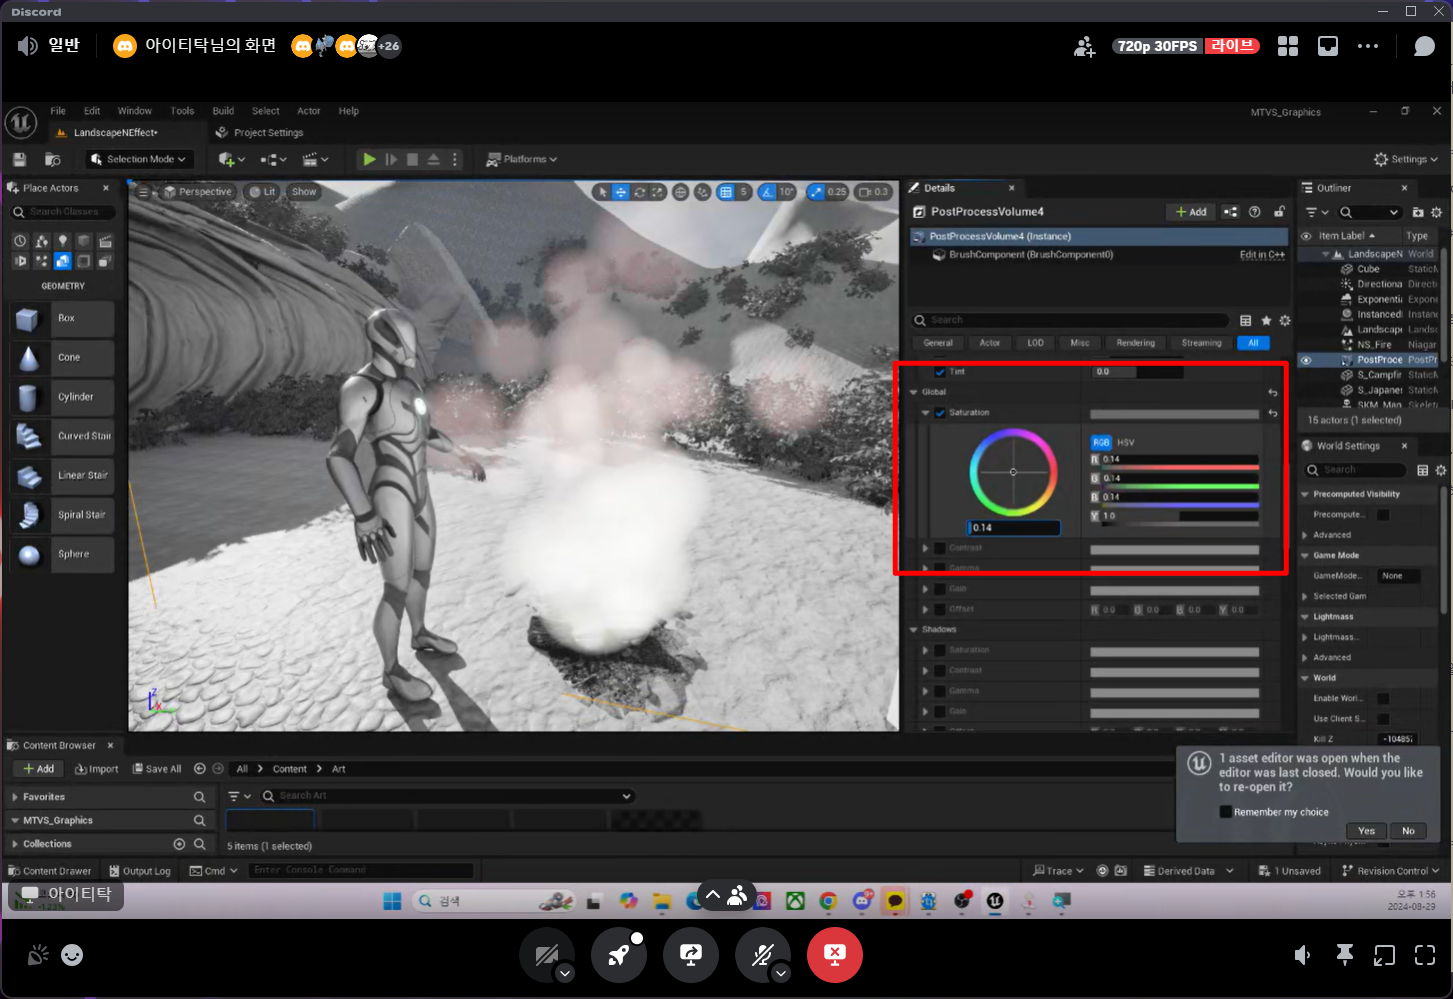 Discord
일반
아이티탁님의 화면
+26
720p 30FPS 라이브
File Edit Window Tools Build Select Actor Help
MTVS_Graphics
LandscapeNEffect•
Project Settings
Selection Mode
Platforms
Settings
Place Actors
Search Classes
GEOMETRY
Box
Cone
Cylinder
Curved Stair
Linear Stair
Spiral Stair
Sphere
Perspective Lit Show
5 10° 0.25 0.3
Details
PostProcessVolume4
+ Add
PostProcessVolume4 (Instance)
BrushComponent (BrushComponent0)
Edit in C++
Search
General Actor LOD Misc Rendering Streaming All
Tint 0.0
Global
Saturation
RGB HSV
R 0.14
G 0.14
B 0.14
Y 1.0
0.14
Contrast
Gamma
Gain
Offset R 0.0 G 0.0 B 0.0 Y 0.0
Shadows
Saturation
Contrast
Gamma
Gain
Outliner
Item Label Type
LandscapeN World
Cube StaticM
Directiona Directi
Exponentia Expone
Instanced Instanc
Landscape Lands
NS_Fire Niagar
PostProce PostPr
S_Campfir StaticM
S_Japane StaticM
SKM_Man Skeleta
15 actors (1 selected)
World Settings
Search
Precomputed Visibility
Precompute..
Advanced
Game Mode
GameMode.. None
Selected Gam
Lightmass
Lightmass..
Advanced
World
Enable Worl..
Use Client S..
Kill Z -104857
1 asset editor was open when the
editor was last closed. Would you like
to re-open it?
Remember my choice
Yes No
Content Browser
+ Add Import Save All All > Content > Art
Favorites
MTVS_Graphics
Collections
Search Art
5 items (1 selected)
Content Drawer Output Log Cmd Enter Console Command
Trace Derived Data 1 Unsaved Revision Control
아이티탁
-1.23%
검색
오후 1:56
2024-08-29